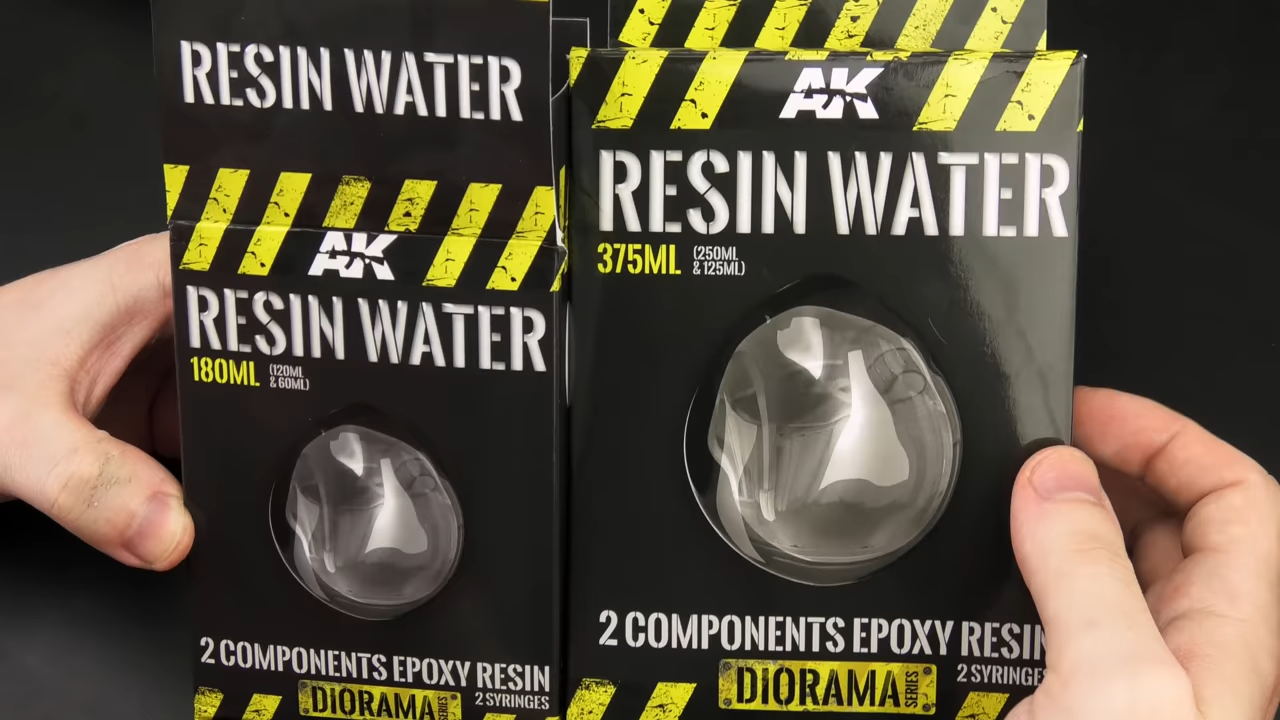 RESIN WATER
AK
RESIN WATER
180ML (120ML
& 60ML)
2 COMPONENTS EPOXY RESIN
2 SYRINGES
DIORAMA SERIES
AK
RESIN WATER
375ML (250ML
& 125ML)
2 COMPONENTS EPOXY RESIN
2 SYRINGES
DIORAMA SERIES